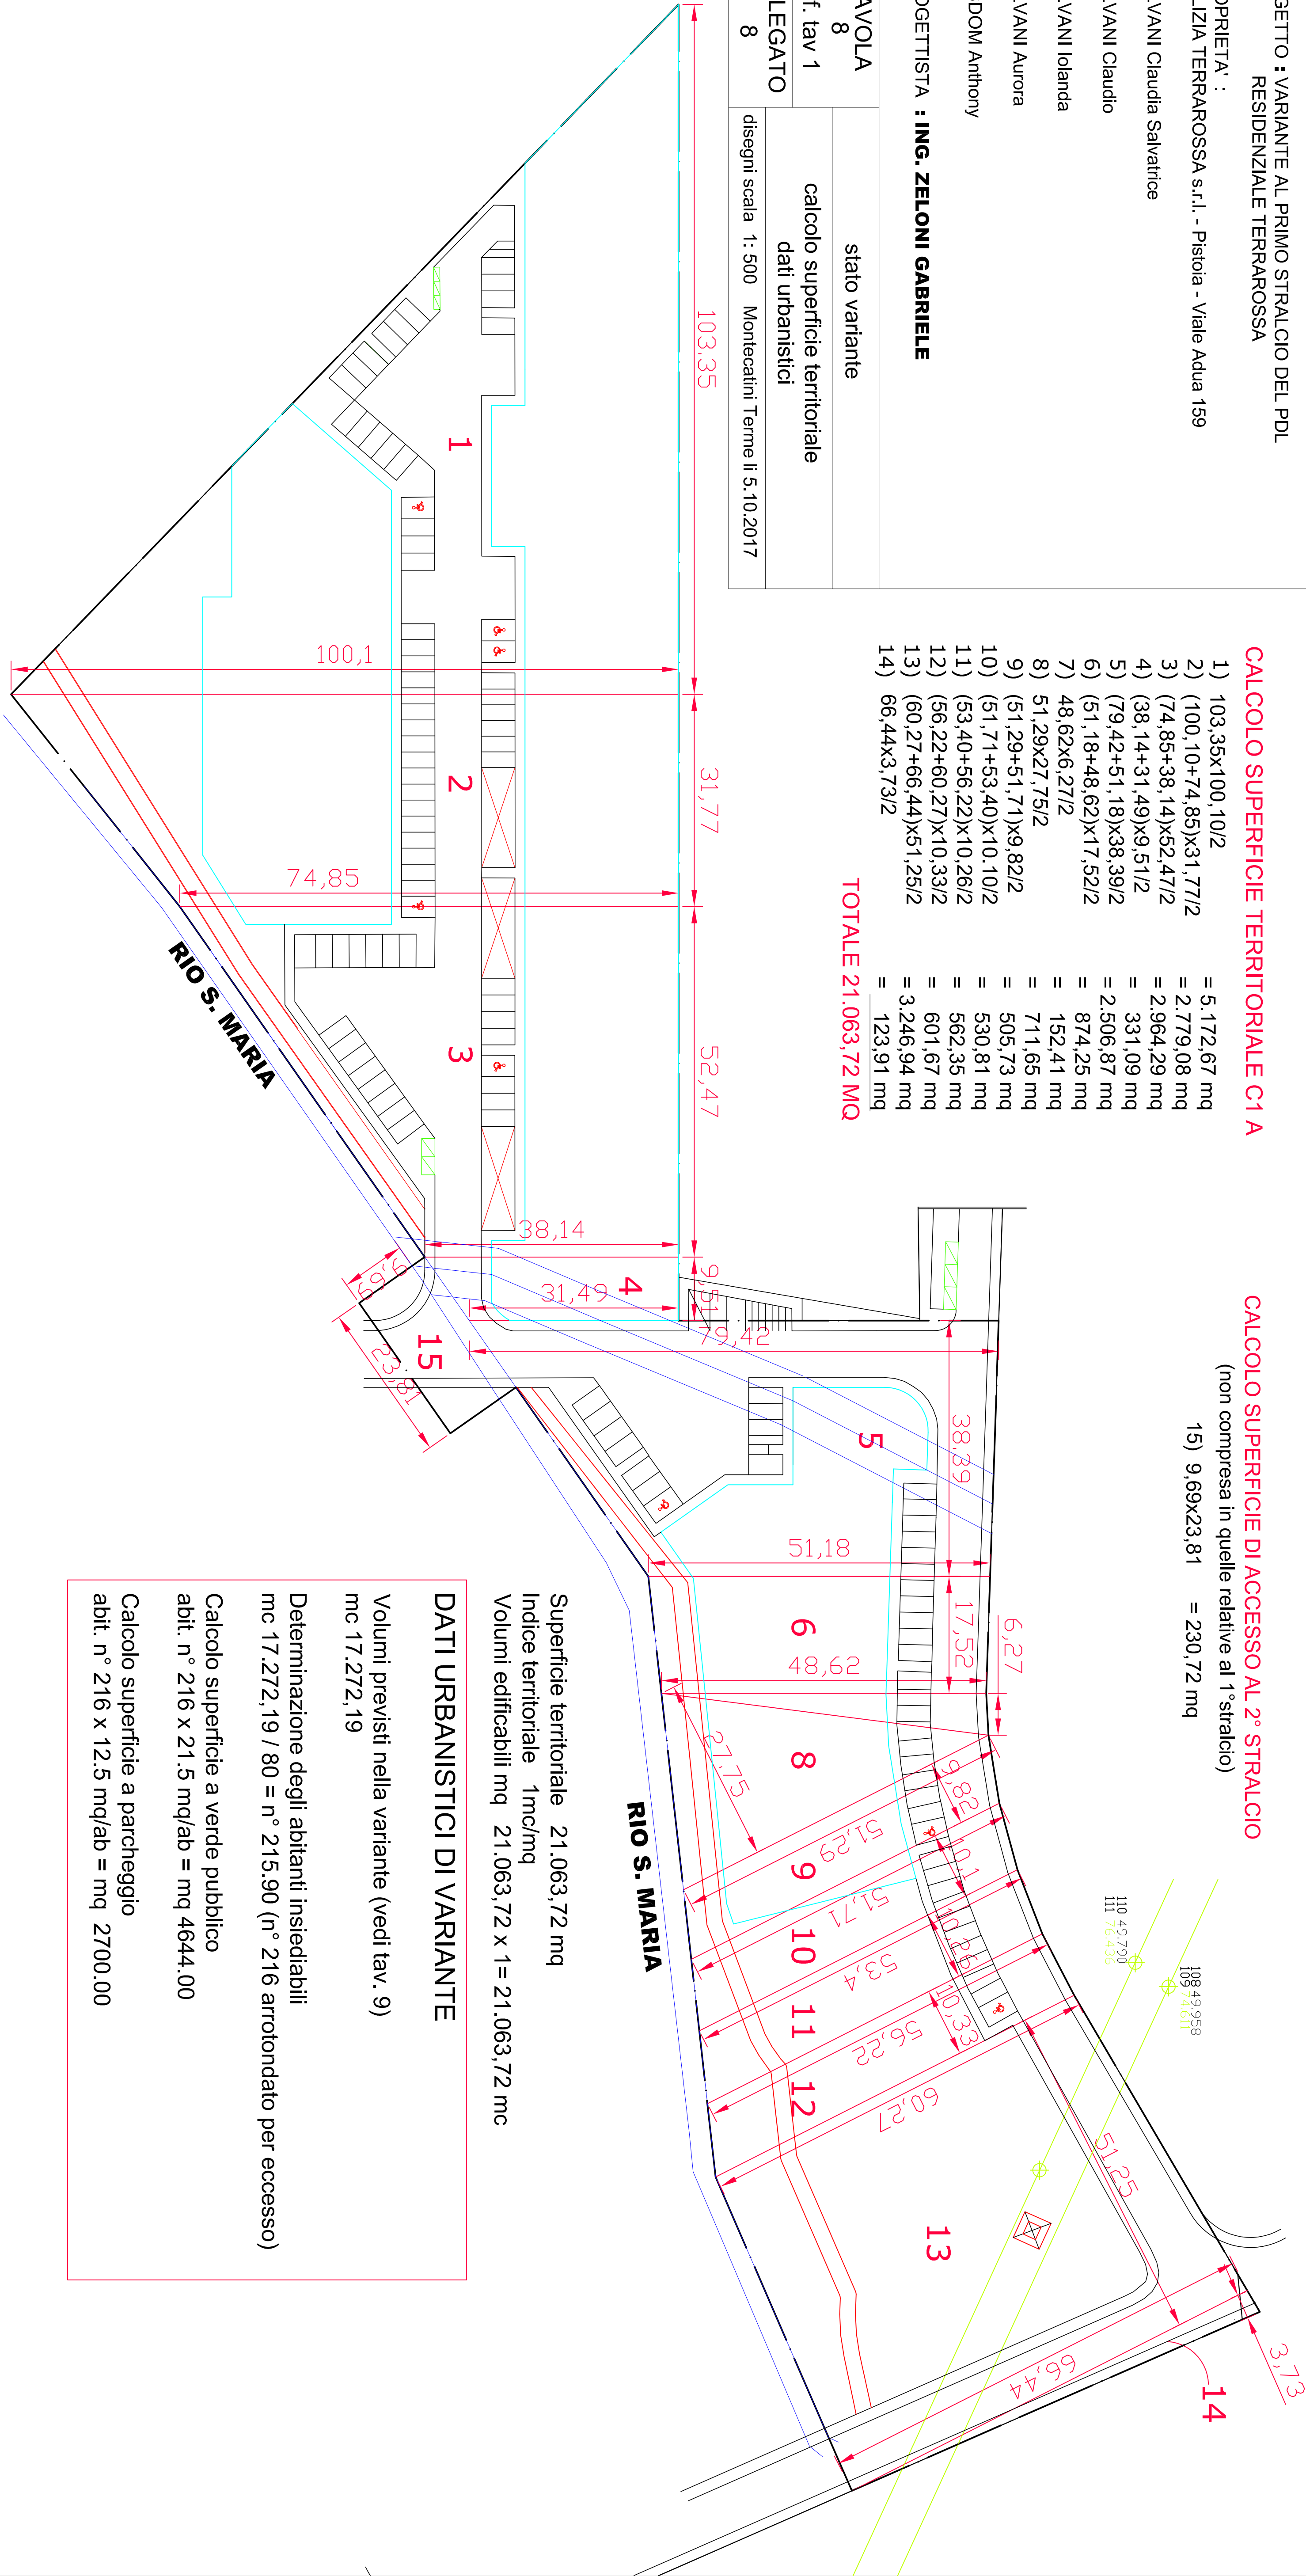 GETTO : VARIANTE AL PRIMO STRALCIO DEL PDL
RESIDENZIALE TERRAROSSA
OPRIETA' :
LIZIA TERRAROSSA s.r.l. - Pistoia - Viale Adua 159
VANI Claudia Salvatrice
VANI Claudio
VANI Iolanda
VANI Aurora
DOM Anthony
OGETTISTA : ING. ZELONI GABRIELE
AVOLA
8
f. tav 1
LEGATO
8
stato variante
calcolo superficie territoriale
dati urbanistici
disegni scala 1: 500 Montecatini Terme li 5.10.2017
CALCOLO SUPERFICIE TERRITORIALE C1 A
1) 103,35x100,10/2 = 5.172,67 mq
2) (100,10+74,85)x31,77/2 = 2.779,08 mq
3) (74,85+38,14)x52,47/2 = 2.964,29 mq
4) (38,14+31,49)x9,51/2 = 331,09 mq
5) (79,42+51,18)x38,39/2 = 2.506,87 mq
6) (51,18+48,62)x17,52/2 = 874,25 mq
7) 48,62x6,27/2 = 152,41 mq
8) 51,29x27,75/2 = 711,65 mq
9) (51,29+51,71)x9,82/2 = 505,73 mq
10) (51,71+53,40)x10.10/2 = 530,81 mq
11) (53,40+56,22)x10,26/2 = 562,35 mq
12) (56,22+60,27)x10,33/2 = 601,67 mq
13) (60,27+66,44)x51,25/2 = 3.246,94 mq
14) 66,44x3,73/2 = 123,91 mq
TOTALE 21.063,72 MQ
CALCOLO SUPERFICIE DI ACCESSO AL 2° STRALCIO
(non compresa in quelle relative al 1°stralcio)
15) 9,69x23,81 = 230,72 mq
110 49.790
111 76.436
108 49.958
109 74.611
103,35
31,77
52,47
9,51
100,1
74,85
38,14
31,49
79,42
9,69
23,81
38,39
51,18
17,52
48,62
6,27
27,75
51,29
9,82
51,71
10,1
53,4
10,26
56,22
10,33
60,27
51,25
66,44
3,73
1
2
3
4
15
5
6
8
9
10
11
12
13
14
RIO S. MARIA
RIO S. MARIA
Superficie territoriale 21.063,72 mq
Indice territoriale 1mc/mq
Volumi edificabili mq 21.063,72 x 1= 21.063,72 mc
DATI URBANISTICI DI VARIANTE
Volumi previsti nella variante (vedi tav. 9)
mc 17.272,19
Determinazione degli abitanti insiediabili
mc 17.272,19 / 80 = n° 215.90 (n° 216 arrotondato per eccesso)
Calcolo superficie a verde pubblico
abit. n° 216 x 21.5 mq/ab = mq 4644.00
Calcolo superficie a parcheggio
abit. n° 216 x 12.5 mq/ab = mq 2700.00